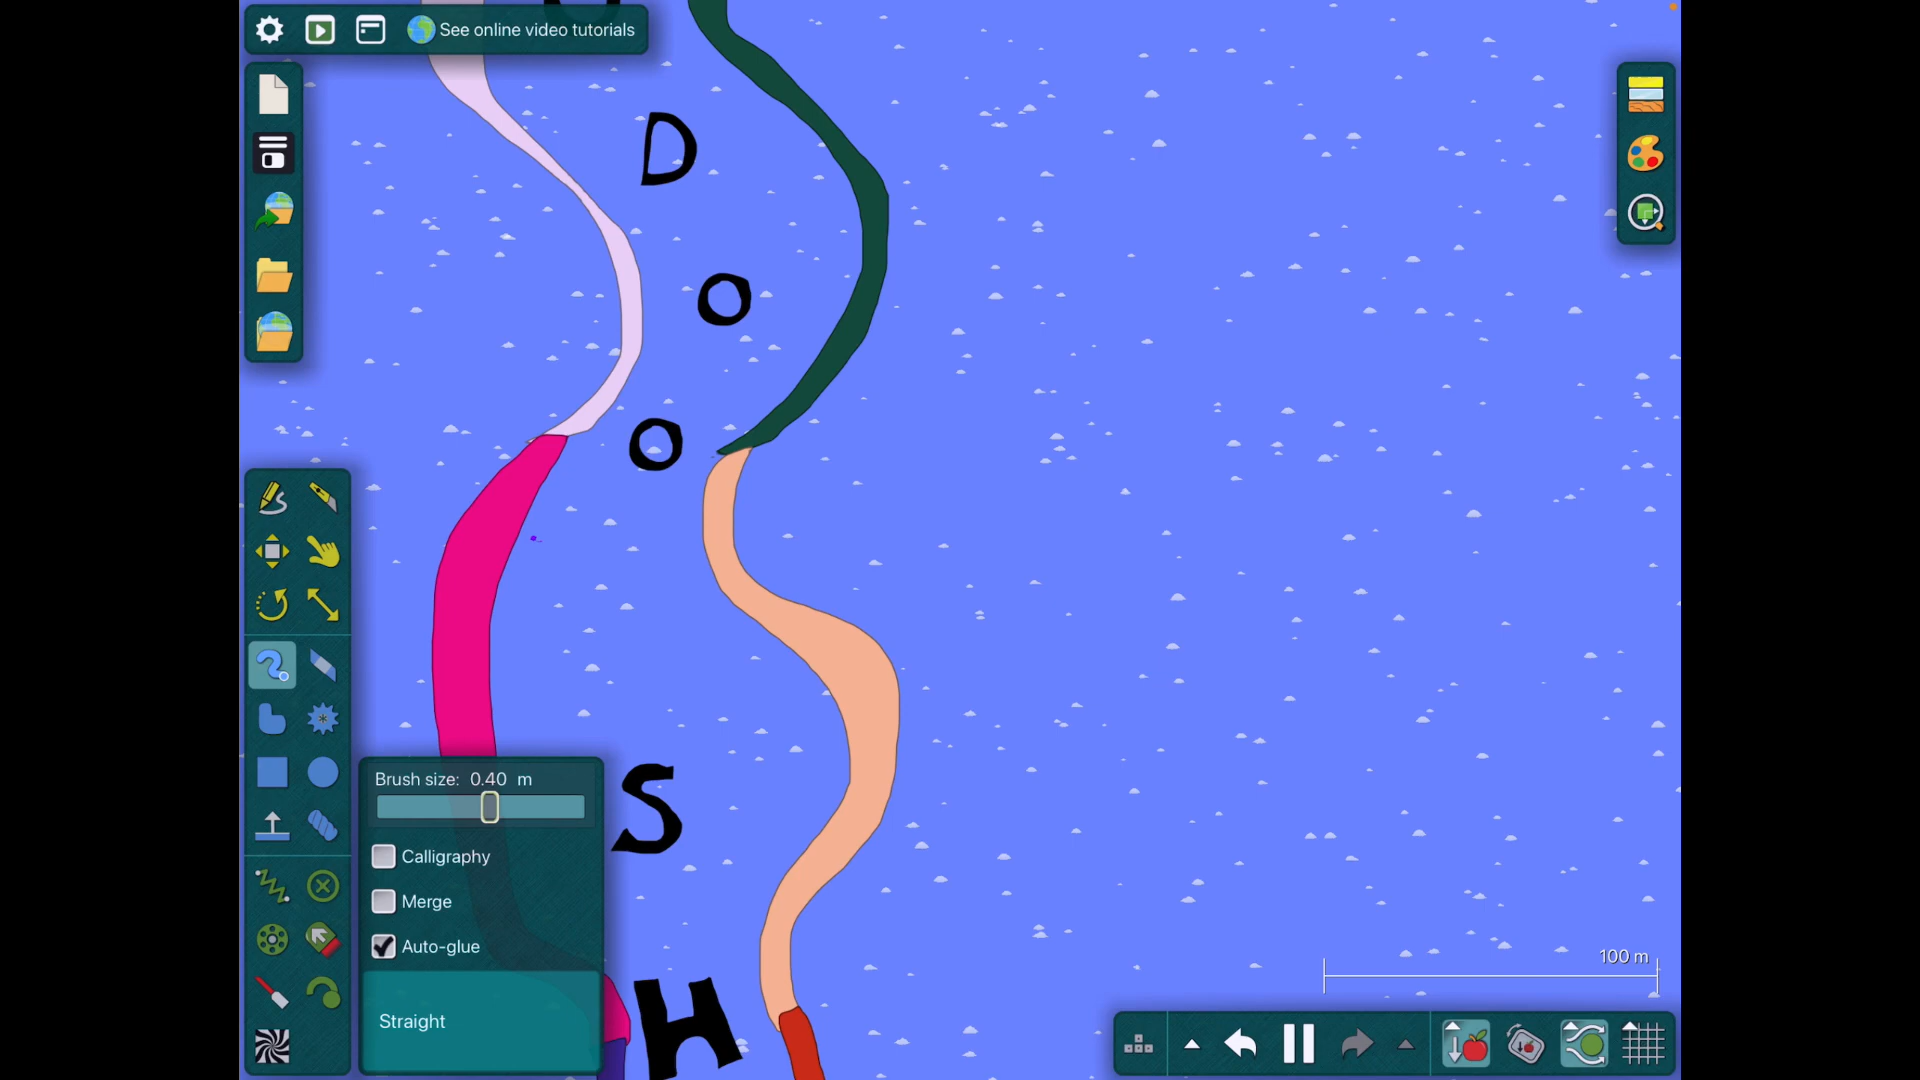 See online video tutorials
D
O
O
Brush size: 0.40 m
S
Calligraphy
Merge
Auto-glue
100 m
Straight
H